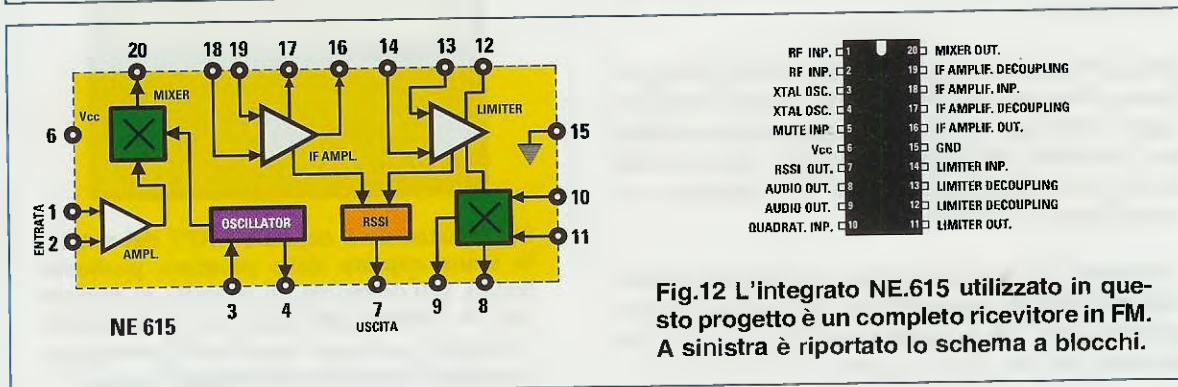 20
18
19
17
16
14
13
12
MIXER
LIMITER
Vcc
6
15
IF AMPL.
1
ENTRATA
2
AMPL.
OSCILLATOR
RSSI
10
11
3
4
7
9
8
NE 615
USCITA
RF INP. 1
RF INP. 2
XTAL OSC. 3
XTAL OSC. 4
MUTE INP. 5
Vcc 6
RSSI OUT. 7
AUDIO OUT. 8
AUDIO OUT. 9
QUADRAT. INP. 10
20 MIXER OUT.
19 IF AMPLIF. DECOUPLING
18 IF AMPLIF. INP.
17 IF AMPLIF. DECOUPLING
16 IF AMPLIF. OUT.
15 GND
14 LIMITER INP.
13 LIMITER DECOUPLING
12 LIMITER DECOUPLING
11 LIMITER OUT.
Fig.12 L'integrato NE.615 utilizzato in que-
sto progetto è un completo ricevitore in FM.
A sinistra è riportato lo schema a blocchi.